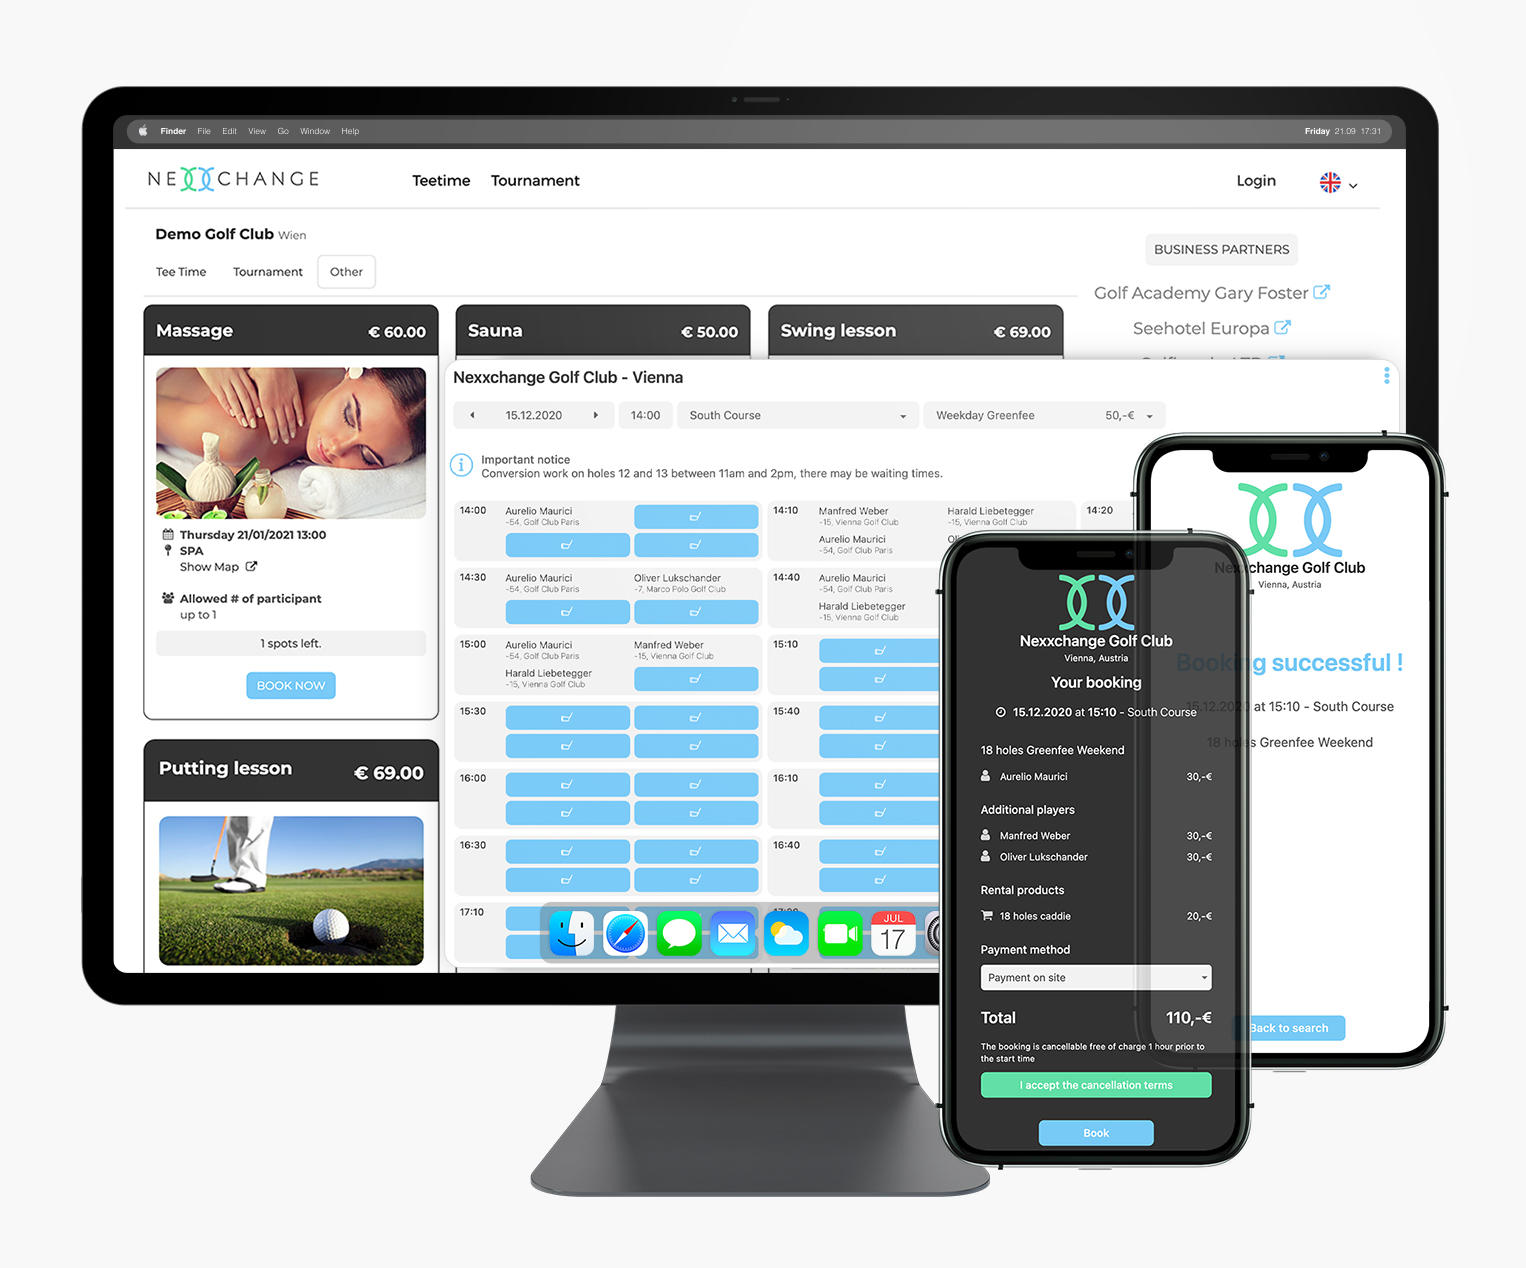 Finder File Edit View Go Window Help
Friday 21.09 17:31
NEXXCHANGE
Teetime Tournament
Login
Demo Golf Club Wien
Tee Time Tournament Other
BUSINESS PARTNERS
Golf Academy Gary Foster
Seehotel Europa
Massage € 60.00
Sauna € 50.00
Swing lesson € 69.00
Thursday 21/01/2021 13:00
SPA
Show Map
Allowed # of participant
up to 1
1 spots left.
BOOK NOW
Putting lesson € 69.00
Nexxchange Golf Club - Vienna
15.12.2020 14:00 South Course Weekday Greenfee 50,-€
Important notice
Conversion work on holes 12 and 13 between 11am and 2pm, there may be waiting times.
14:00 Aurelio Maurici
-54, Golf Club Paris
14:10 Manfred Weber Harald Liebetegger
-15, Vienna Golf Club -15, Vienna Golf Club
Aurelio Maurici
-54, Golf Club Paris
14:20
14:30 Aurelio Maurici Oliver Lukschander
-54, Golf Club Paris -7, Marco Polo Golf Club
14:40 Aurelio Maurici
-54, Golf Club Paris
Harald Liebetegger
-15, Vienna Golf Club
15:00 Aurelio Maurici Manfred Weber
-54, Golf Club Paris -15, Vienna Golf Club
Harald Liebetegger
-15, Vienna Golf Club
15:10
15:30
15:40
16:00
16:10
16:30
16:40
17:10
JUL
17
Nexxchange Golf Club
Vienna, Austria
Your booking
15.12.2020 at 15:10 - South Course
18 holes Greenfee Weekend
Aurelio Maurici 30,-€
Additional players
Manfred Weber 30,-€
Oliver Lukschander 30,-€
Rental products
18 holes caddie 20,-€
Payment method
Payment on site
Total 110,-€
The booking is cancellable free of charge 1 hour prior to
the start time
I accept the cancellation terms
Book
Nexxchange Golf Club
Vienna, Austria
Booking successful !
15.12.2020 at 15:10 - South Course
18 holes Greenfee Weekend
Back to search